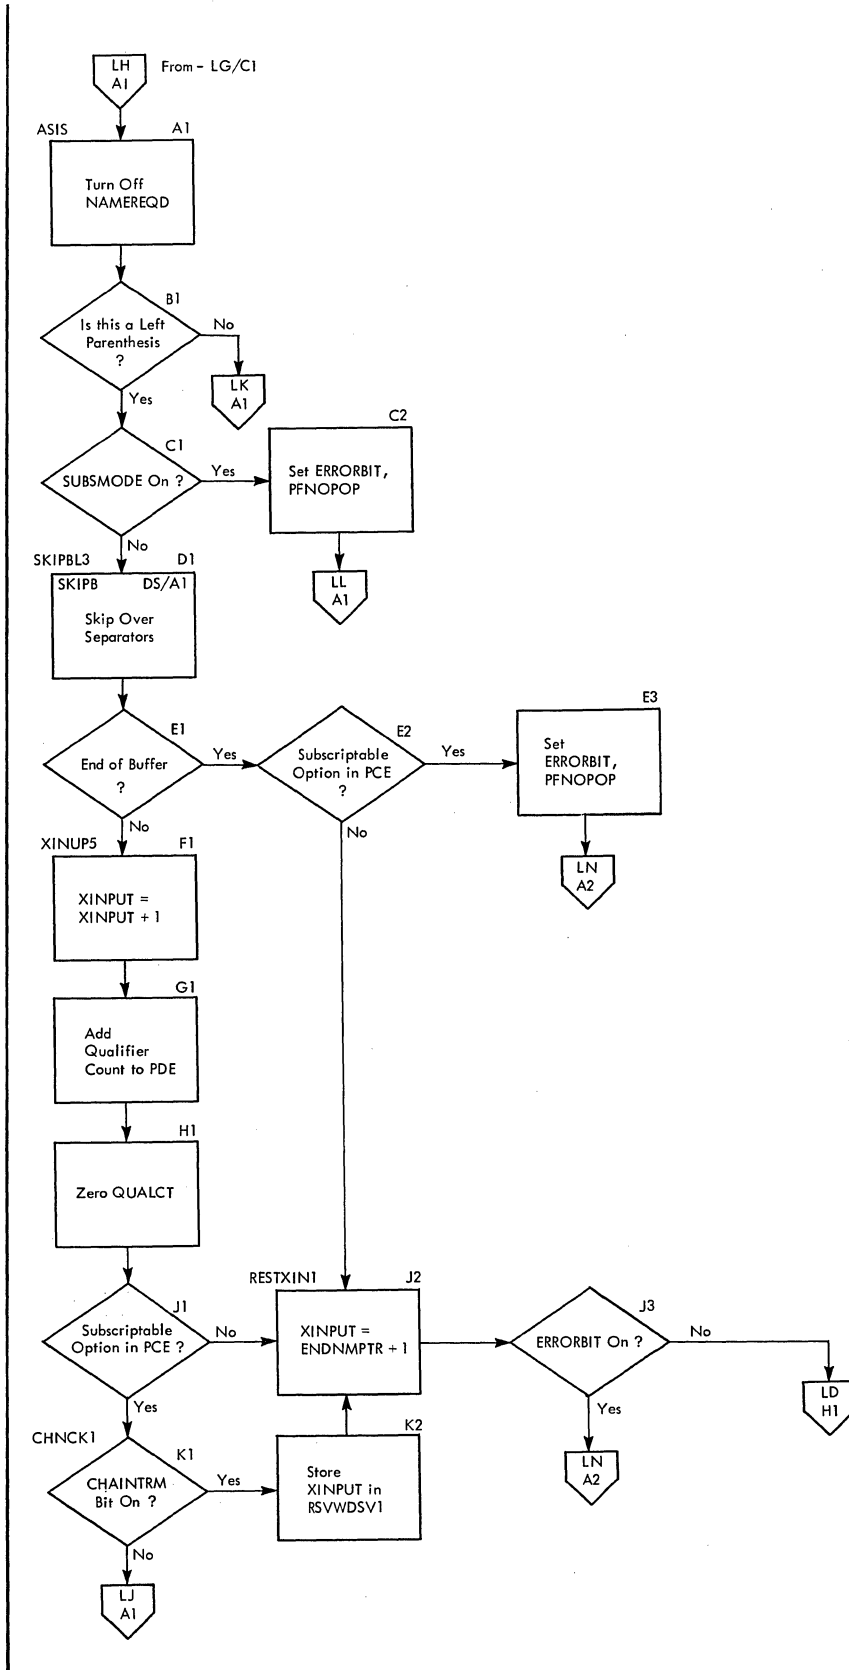 LH
A1
From - LG/C1
ASIS
A1
Turn Off
NAMEREQD
B1
Is this a Left
Parenthesis
?
No
LK
A1
Yes
C1
SUBSMODE On ?
Yes
C2
Set ERRORBIT,
PFNOPOP
LL
A1
No
SKIPBL3
D1
SKIPB
DS/A1
Skip Over
Separators
E1
End of Buffer
?
Yes
E2
Subscriptable
Option in PCE
?
Yes
E3
Set
ERRORBIT,
PFNOPOP
LN
A2
No
No
XINUP5
F1
XINPUT =
XINPUT + 1
G1
Add
Qualifier
Count to PDE
H1
Zero QUALCT
J1
Subscriptable
Option in PCE ?
No
RESTXIN1
J2
XINPUT =
ENDNMPTR + 1
J3
ERRORBIT On ?
No
LD
H1
Yes
LN
A2
Yes
CHNCK1
K1
CHAINTRM
Bit On ?
Yes
K2
Store
XINPUT in
RSVWDSV1
No
LJ
A1